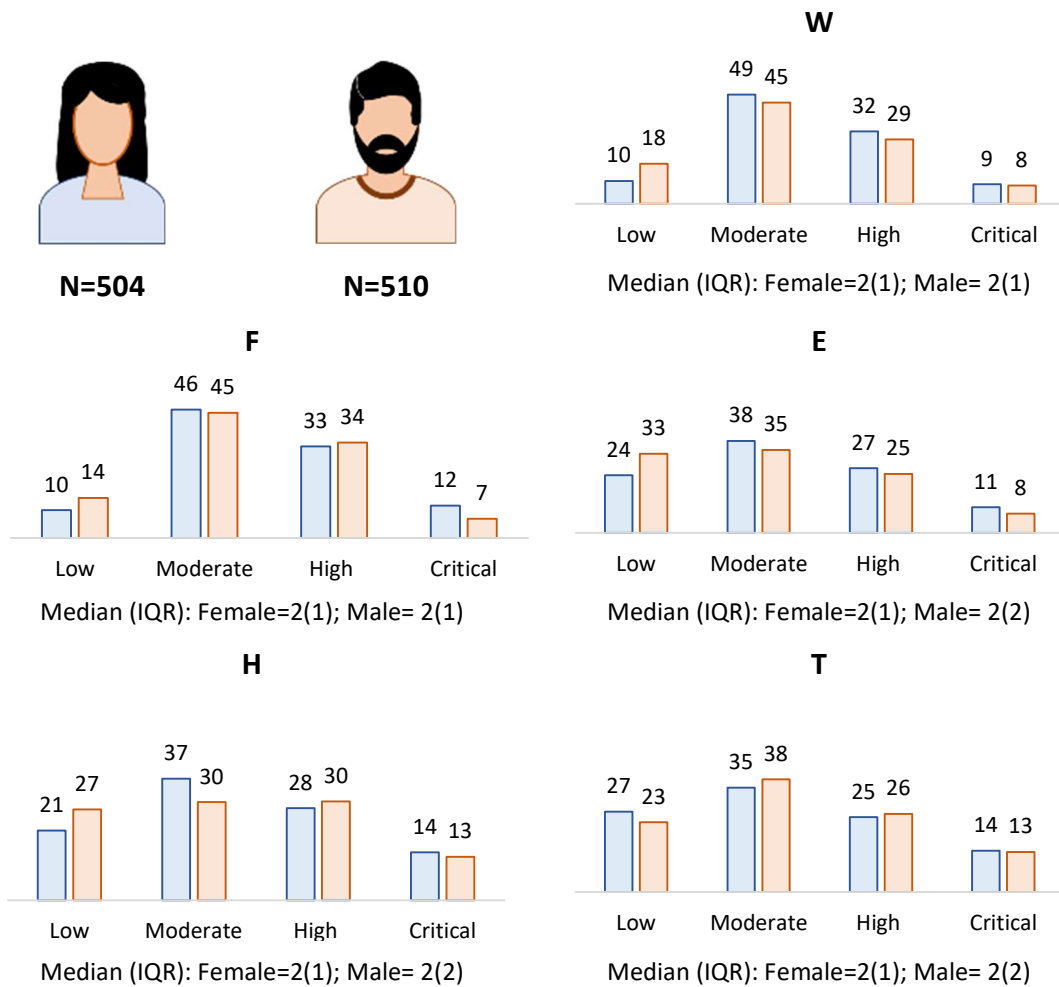 W
49 45
32 29
10 18
9 8
Low Moderate High Critical
Median (IQR): Female=2(1); Male= 2(1)
N=504 N=510
F
46 45
33 34
10 14
12 7
Low Moderate High Critical
Median (IQR): Female=2(1); Male= 2(1)
E
38 35
24 33
27 25
11 8
Low Moderate High Critical
Median (IQR): Female=2(1); Male= 2(2)
H
37 30
21 27
28 30
14 13
Low Moderate High Critical
Median (IQR): Female=2(1); Male= 2(2)
T
35 38
27 23
25 26
14 13
Low Moderate High Critical
Median (IQR): Female=2(1); Male= 2(2)